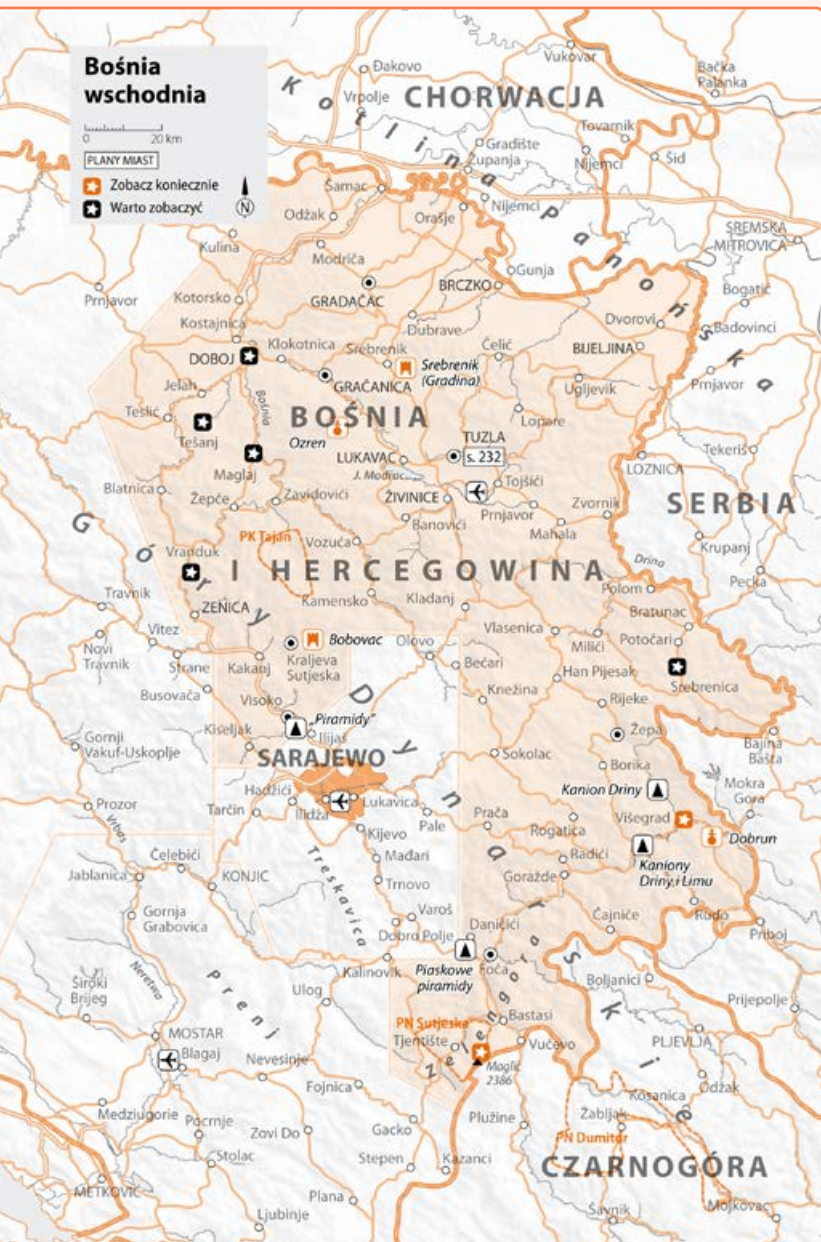 Bośnia
wschodnia
0 20 km
PLANY MIAST
Zobacz koniecznie
Warto zobaczyć
N
Đakovo
Vukovar
Bačka
Palanka
Vrpolje
CHORWACJA
Kotlina Panońska
Tovarnik
Gradište
Županja
Nijemci
Šid
Šamac
Odžak
Orašje
Nijemci
SREMSKA
MITROVICA
Kulina
Modriča
Gunja
Prnjavor
Kotorsko
GRADAČAC
BRCZKO
Bogatić
Kostajnica
Dubrave
Dvorovi
Badovinci
DOBOJ
Klokotnica
Srebrenik
Čelić
BIJELJINA
Srebrenik
(Gradina)
Jelah
GRAČANICA
Ugljevik
Prnjavor
Teslić
Bośnia
BOŚNIA
Lopare
Tešanj
Ozren
TUZLA
s. 232
Maglaj
LUKAVAC
Tekeriš
LOZNICA
J. Modrac
Tojšići
Blatnica
Žepče
Zavidovići
ŽIVINICE
Prnjavor
Zvornik
SERBIA
Banovići
Mahala
PK Tajan
Vozuća
Krupanj
Góry Dynarskie
Vranduk
I HERCEGOWINA
Drina
Pecka
Polom
Travnik
ZENICA
Kamensko
Kladanj
Bratunac
Vitez
Vlasenica
Potočari
Novi
Travnik
Strane
Kakanj
Bobovac
Kraljeva
Sutjeska
Olovo
Milići
Bečari
Han Pijesak
Srebrenica
Busovača
Visoko
Knežina
Rijeke
„Piramidy”
Gornji
Vakuf-Uskoplje
Kiseljak
Ilijaš
Žepa
Bajina
Bašta
SARAJEWO
Sokolac
Borika
Mokra
Gora
Hadžići
Kanion Driny
Prozor
Tarčin
Ilidža
Lukavica
Pale
Prača
Višegrad
Vrbas
Kijevo
Rogatica
Dobrun
Čelebići
Mađari
Radići
Kaniony
Driny i Limu
Jablanica
KONJIC
Treskavica
Trnovo
Goražde
Gornja
Grabovica
Varoš
Čajniče
Rudo
Dobro Polje
Daničići
Priboj
Neretwa
Prenj
Kalinovik
Piaskowe
piramidy
Foča
Zelengora
Široki
Brijeg
Ulog
Boljanici
Prijepolje
PN Sutjeska
Bastasi
MOSTAR
Tjentište
Vučevo
PLJEVLJA
Blagaj
Nevesinje
Maglić
2386
Fojnica
Kosanica
Odžak
Medziugorie
Pocrnje
Plužine
Žabljak
Zovi Do
Gacko
PN Dumitor
Stolac
Stepen
Kazanci
CZARNOGÓRA
METKOVIĆ
Plana
Ljubinje
Šavnik
Mojkovac